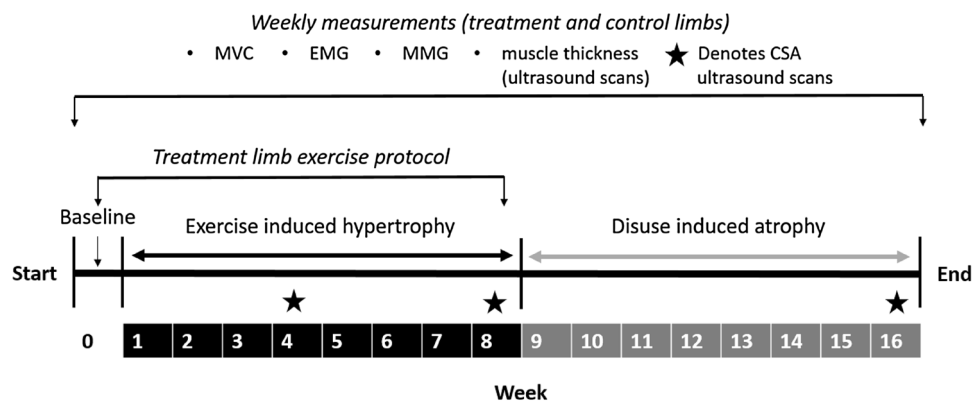 Weekly measurements (treatment and control limbs)
• MVC • EMG • MMG • muscle thickness ★ Denotes CSA
(ultrasound scans) ultrasound scans
Treatment limb exercise protocol
Baseline
Exercise induced hypertrophy
Disuse induced atrophy
Start
End
0 1 2 3 4 5 6 7 8 9 10 11 12 13 14 15 16
Week